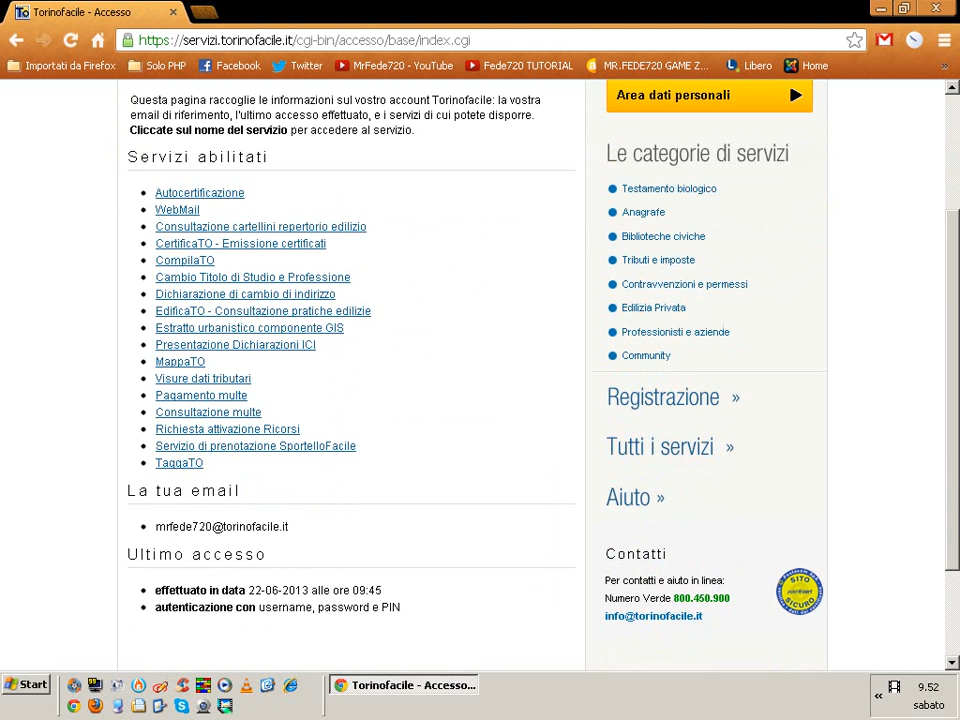 Torinofacile - Accesso
https://servizi.torinofacile.it/cgi-bin/accesso/base/index.cgi
Importati da Firefox
Solo PHP
Facebook
Twitter
MrFede720 - YouTube
Fede720 TUTORIAL
MR.FEDE720 GAME Z...
Libero
Home
»
Questa pagina raccoglie le informazioni sul vostro account Torinofacile: la vostra
email di riferimento, l'ultimo accesso effettuato, e i servizi di cui potete disporre.
Cliccate sul nome del servizio per accedere al servizio.
Servizi abilitati
Autocertificazione
WebMail
Consultazione cartellini repertorio edilizio
CertificaTO - Emissione certificati
CompilaTO
Cambio Titolo di Studio e Professione
Dichiarazione di cambio di indirizzo
EdificaTO - Consultazione pratiche edilizie
Estratto urbanistico componente GIS
Presentazione Dichiarazioni ICI
MappaTO
Visure dati tributari
Pagamento multe
Consultazione multe
Richiesta attivazione Ricorsi
Servizio di prenotazione SportelloFacile
TaggaTO
La tua email
mrfede720@torinofacile.it
Ultimo accesso
effettuato in data 22-06-2013 alle ore 09:45
autenticazione con username, password e PIN
Area dati personali
Le categorie di servizi
Testamento biologico
Anagrafe
Biblioteche civiche
Tributi e imposte
Contravvenzioni e permessi
Edilizia Privata
Professionisti e aziende
Community
Registrazione »
Tutti i servizi »
Aiuto »
Contatti
Per contatti e aiuto in linea:
Numero Verde 800.450.900
info@torinofacile.it
SITO
SICURO
Start
Torinofacile - Accesso...
«
9.52
sabato